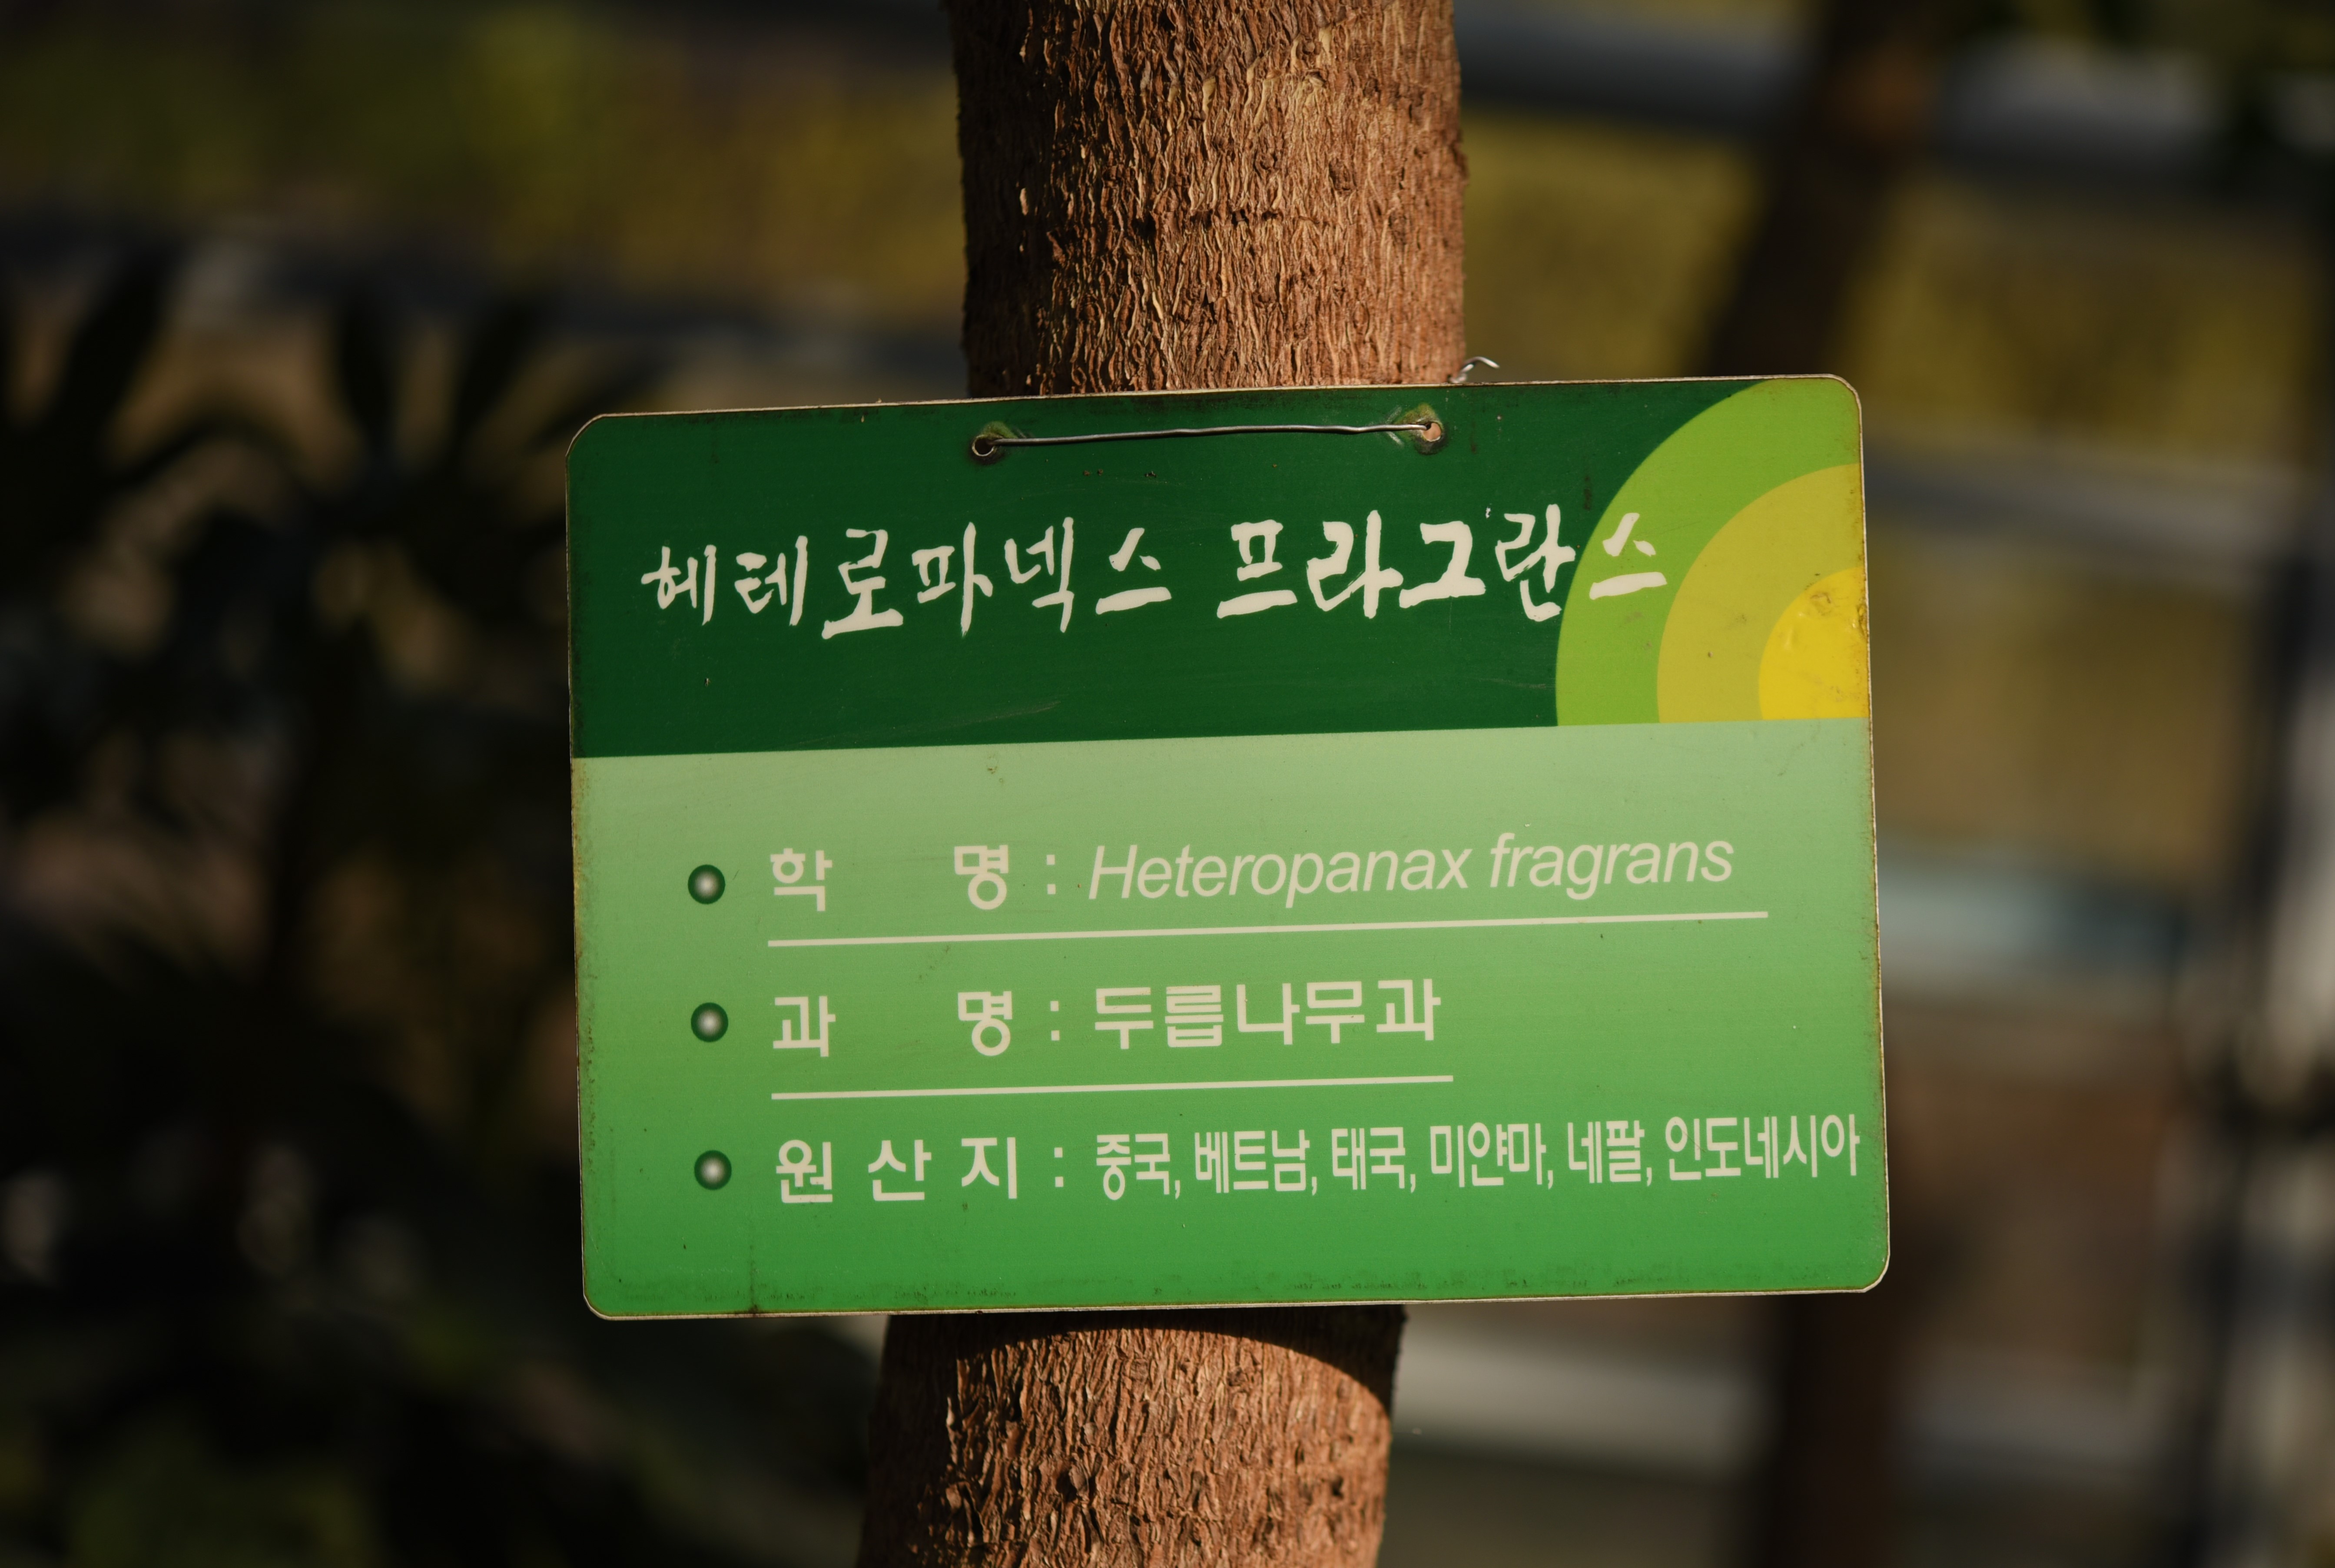 헤테로파넥스 프라그란스
학 명 : Heteropanax fragrans
과 명 : 두릅나무과
원 산 지 : 중국, 베트남, 태국, 미얀마, 네팔, 인도네시아